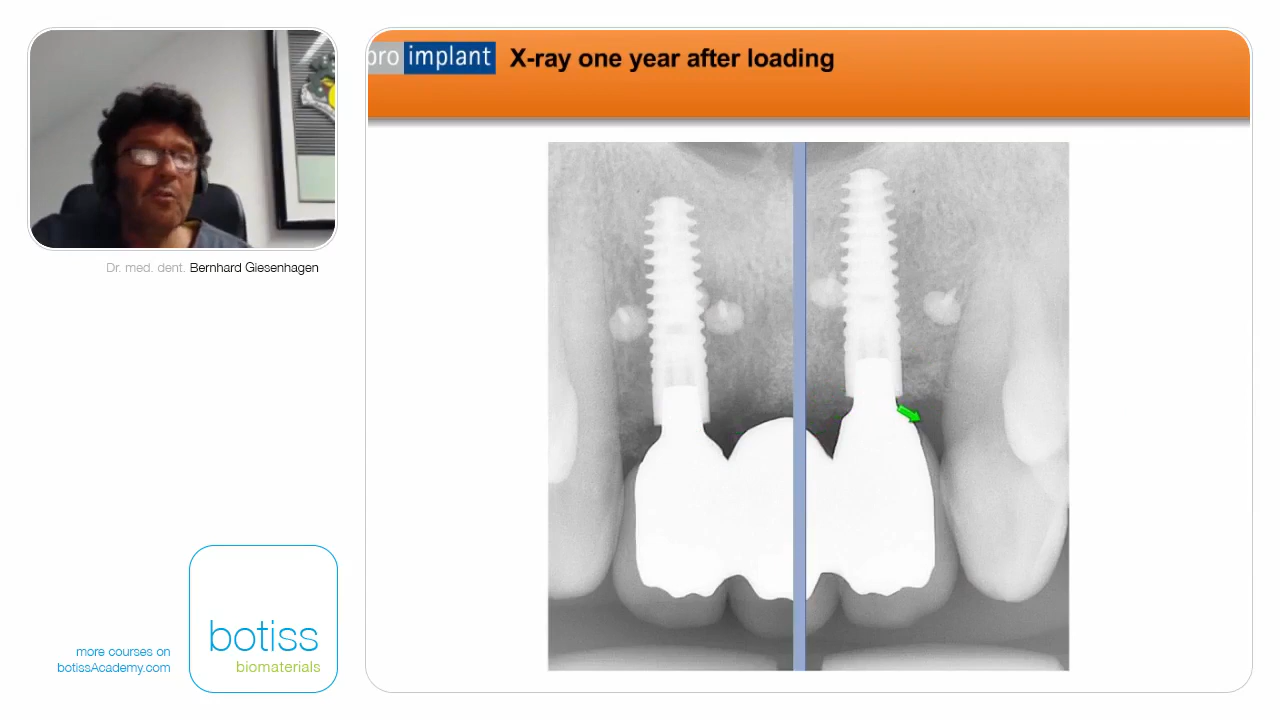 pro implant X-ray one year after loading
Dr. med. dent. Bernhard Giesenhagen
botiss
biomaterials
more courses on
botissAcademy.com